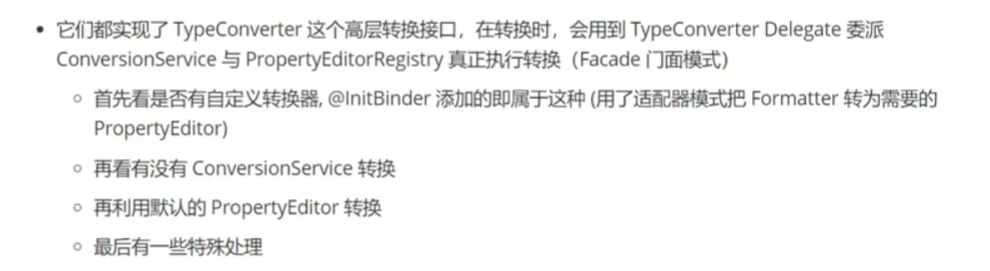 它们都实现了 TypeConverter 这个高层转换接口，在转换时，会用到 TypeConverter Delegate 委派
ConversionService 与 PropertyEditorRegistry 真正执行转换（Facade 门面模式）
首先看是否有自定义转换器, @InitBinder 添加的即属于这种 (用了适配器模式把 Formatter 转为需要的
PropertyEditor)
再看有没有 ConversionService 转换
再利用默认的 PropertyEditor 转换
最后有一些特殊处理